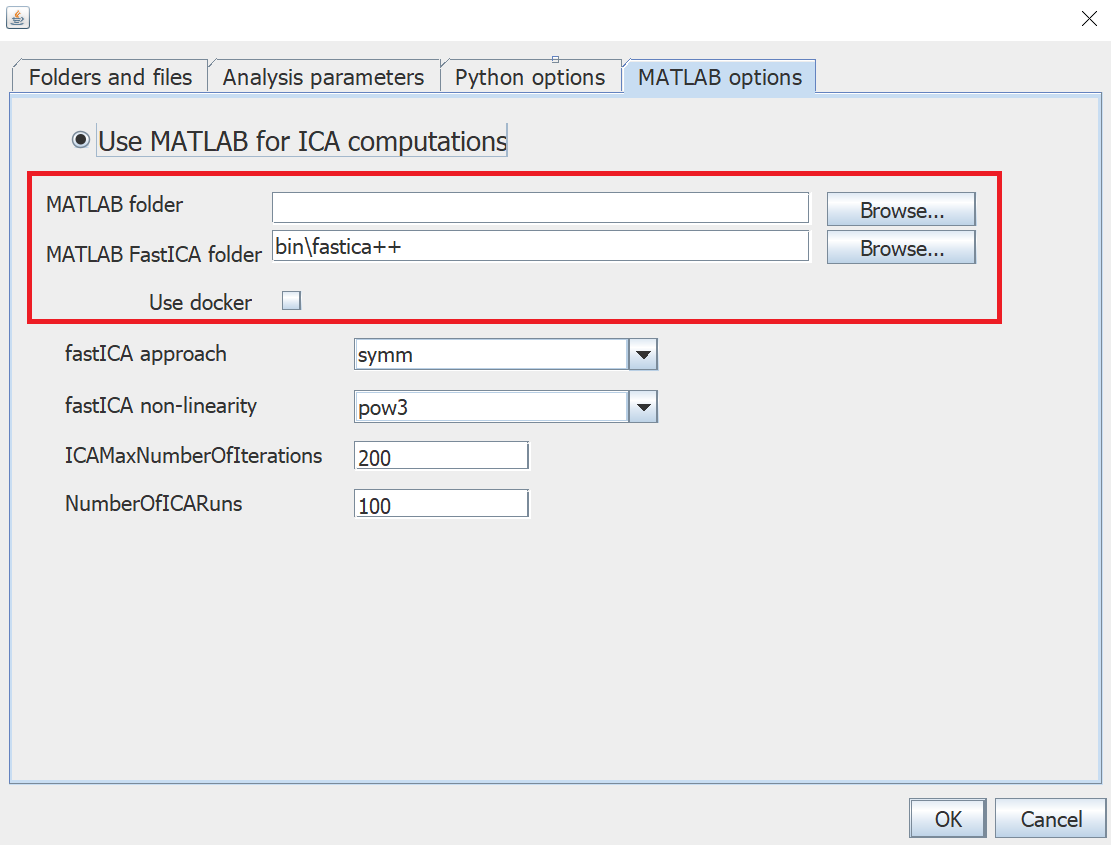 Folders and files Analysis parameters Python options MATLAB options
Use MATLAB for ICA computations
MATLAB folder Browse...
MATLAB FastICA folder bin\fastica++ Browse...
Use docker
fastICA approach symm
fastICA non-linearity pow3
ICAMaxNumberOfIterations 200
NumberOfICARuns 100
OK Cancel